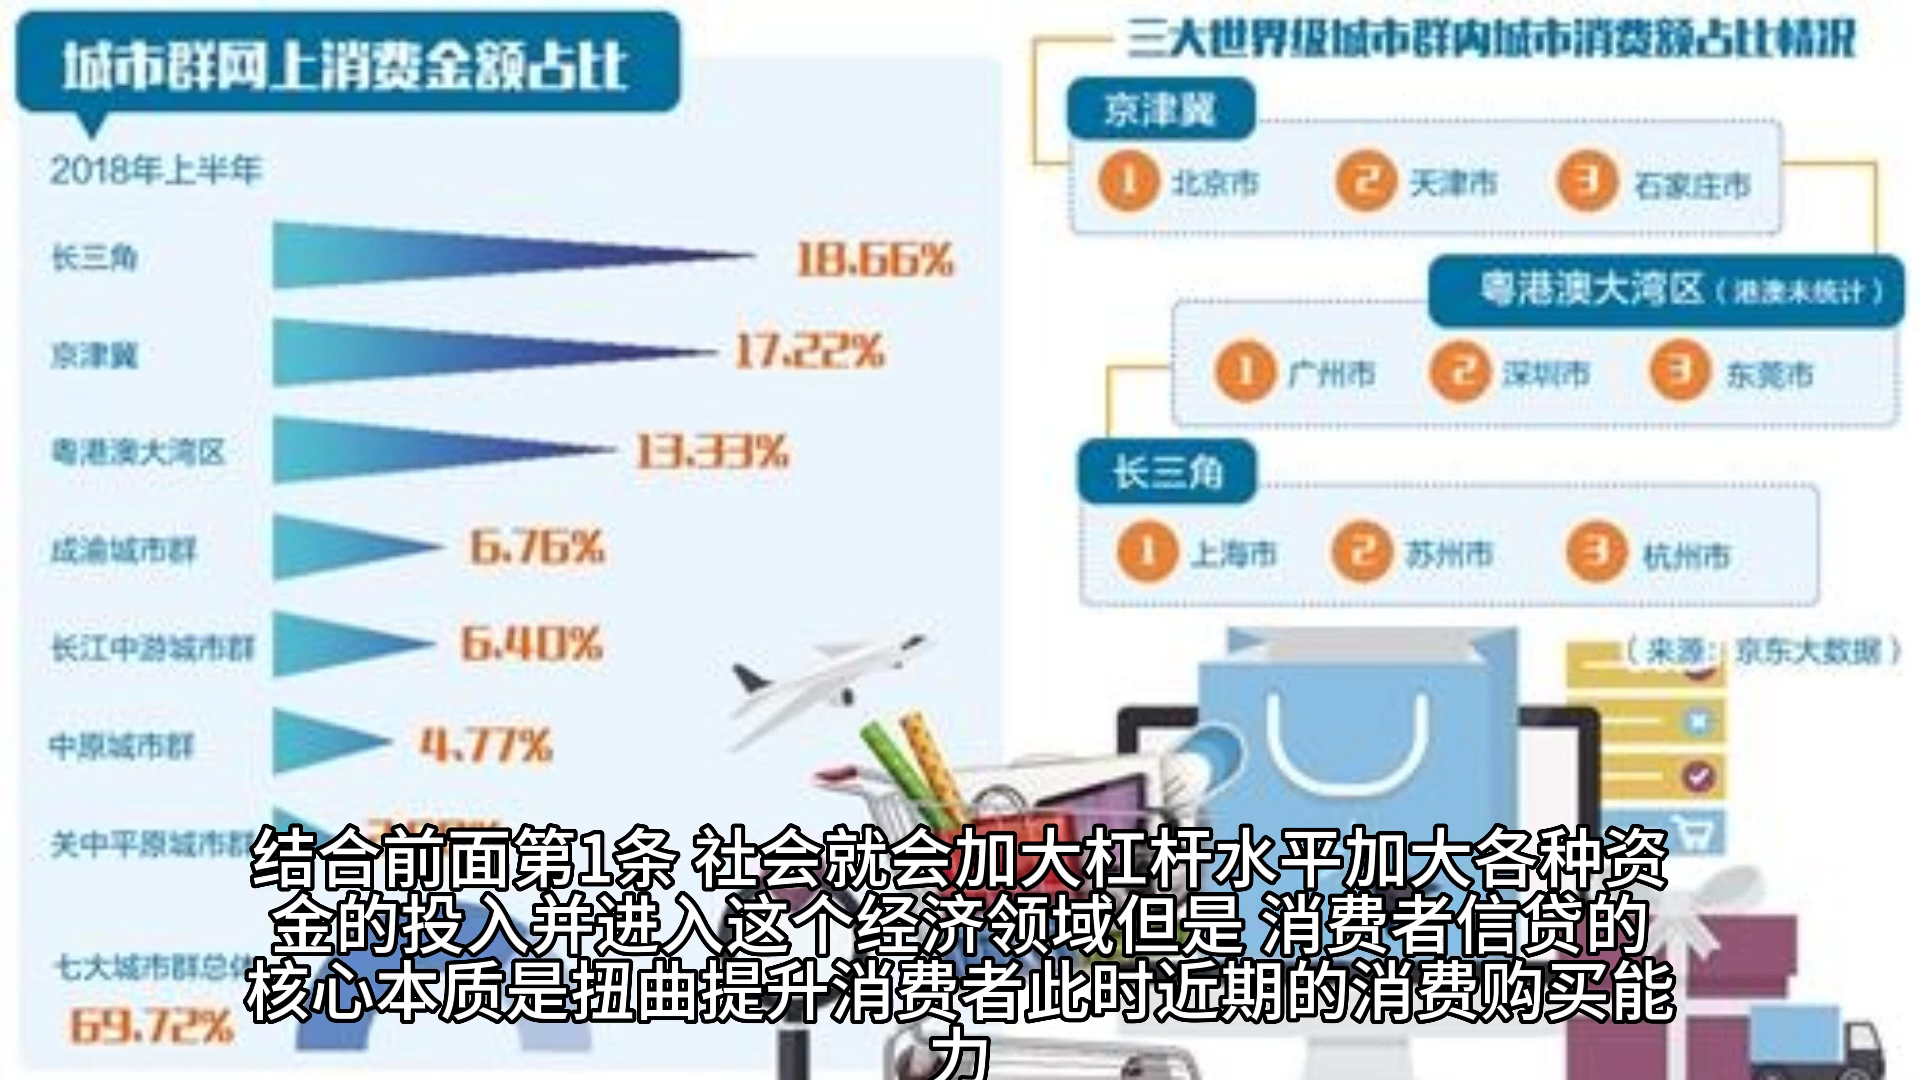 城市群网上消费金额占比
2018年上半年
长三角
18.66%
京津冀
17.22%
粤港澳大湾区
13.33%
成渝城市群
6.76%
长江中游城市群
6.40%
中原城市群
4.77%
关中平原城市群
七大城市群总体
69.72%
三大世界级城市群内城市消费额占比情况
京津冀
1 北京市 2 天津市 3 石家庄市
粤港澳大湾区（港澳未统计）
1 广州市 2 深圳市 3 东莞市
长三角
1 上海市 2 苏州市 3 杭州市
（来源：京东大数据）
结合前面第1条 社会就会加大杠杆水平加大各种资
金的投入并进入这个经济领域但是 消费者信贷的
核心本质是扭曲提升消费者此时近期的消费购买能
力